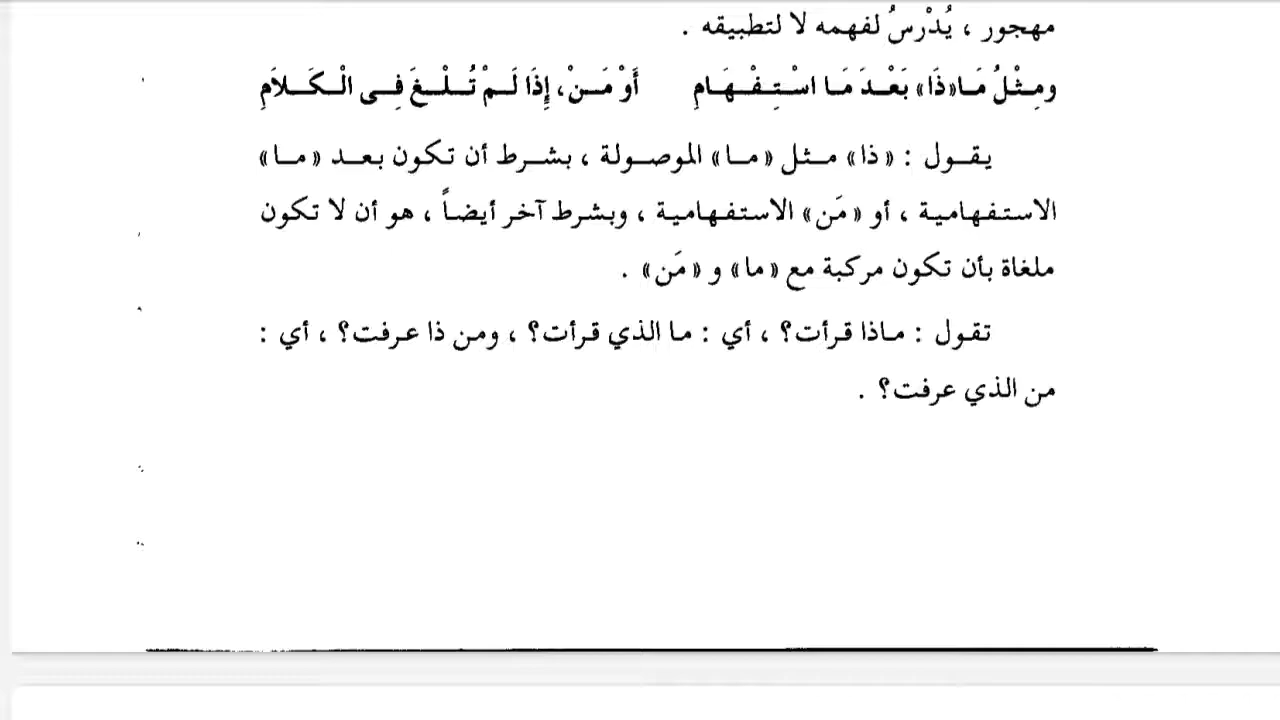 مهجور ، يُدْرسُ لفهمه لا لتطبيقه .
ومِثْلُ مَا «ذَا» بَعْدَ مَا اسْتِفْهَامِ أَوْ مَنْ، إِذَا لَمْ تُلْغَ فِى الْكَلاَمِ
يقول : «ذا» مثل «ما» الموصولة ، بشرط أن تكون بعد «ما»
الاستفهامية ، أو «مَن» الاستفهامية ، وبشرط آخر أيضاً ، هو أن لا تكون
ملغاة بأن تكون مركبة مع «ما» و «مَن» .
تقول : ماذا قرأت؟ ، أي : ما الذي قرأت؟ ، ومن ذا عرفت؟ ، أي :
من الذي عرفت؟ .